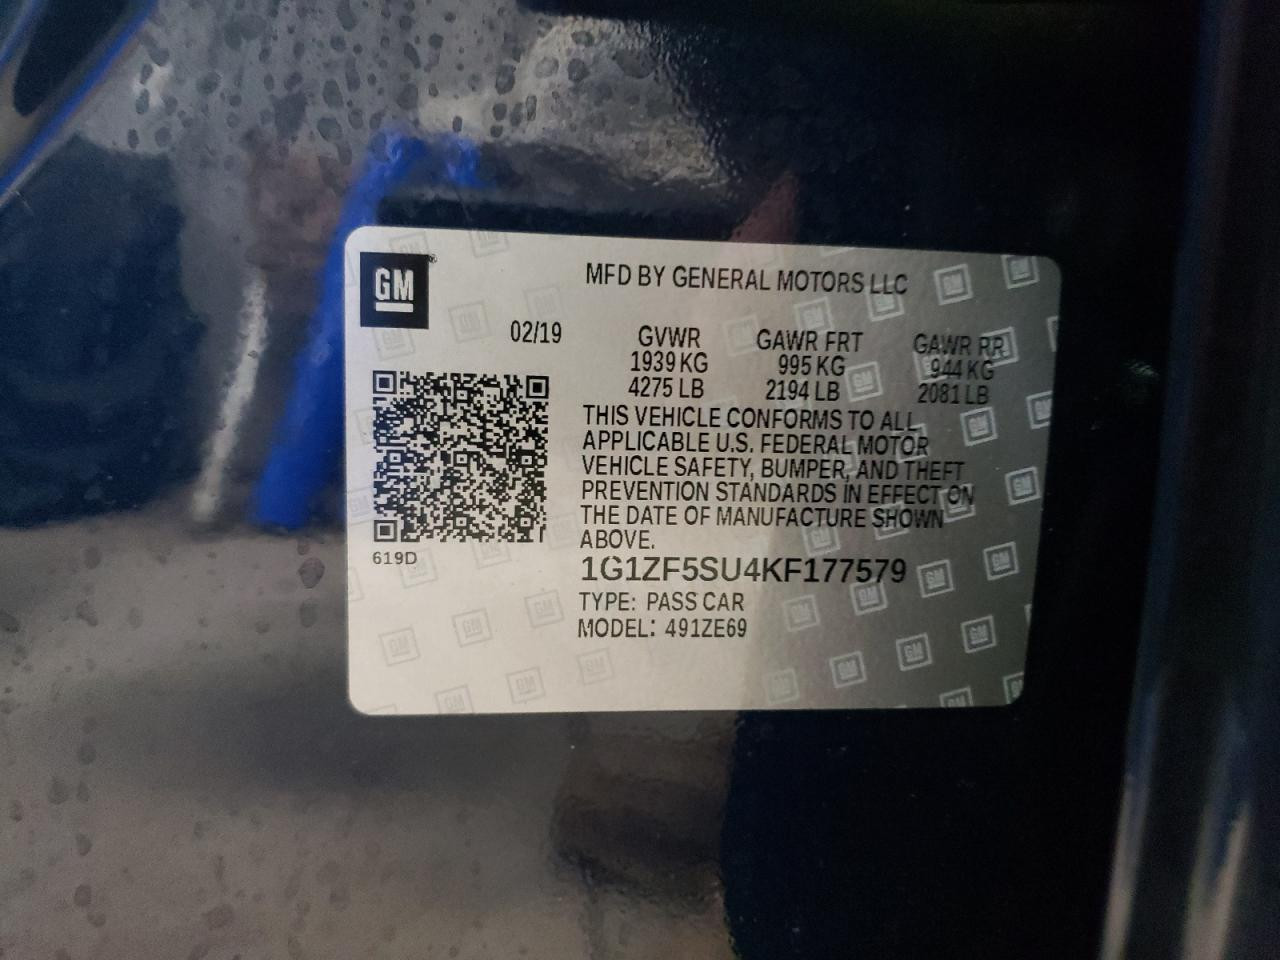 GM
MFD BY GENERAL MOTORS LLC
02/19 GVWR GAWR FRT GAWR RR
1939 KG 995 KG 944 KG
4275 LB 2194 LB 2081 LB
THIS VEHICLE CONFORMS TO ALL
APPLICABLE U.S. FEDERAL MOTOR
VEHICLE SAFETY, BUMPER, AND THEFT
PREVENTION STANDARDS IN EFFECT ON
THE DATE OF MANUFACTURE SHOWN
ABOVE.
619D
1G1ZF5SU4KF177579
TYPE: PASS CAR
MODEL: 491ZE69